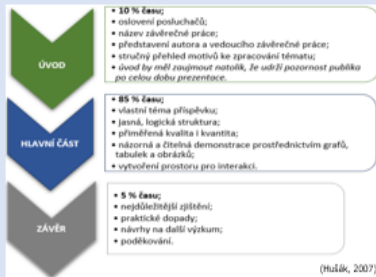 • 10 % času;
• oslovení posluchačů;
• název závěrečné práce;
• představení autora a vedoucího závěrečné práce;
• stručný přehled motivů ke zpracování tématu;
• úvod by měl zaujmout natolik, že udrží pozornost publika
po celou dobu prezentace.
ÚVOD
• 85 % času;
• vlastní téma příspěvku;
• jasná, logická struktura;
• přiměřená kvalita i kvantita;
• názorná a čitelná demonstrace prostřednictvím grafů,
tabulek a obrázků;
• vytvoření prostoru pro interakci.
HLAVNÍ ČÁST
• 5 % času;
• nejdůležitější zjištění;
• praktické dopady;
• návrhy na další výzkum;
• poděkování.
ZÁVĚR
(Hušák, 2007)